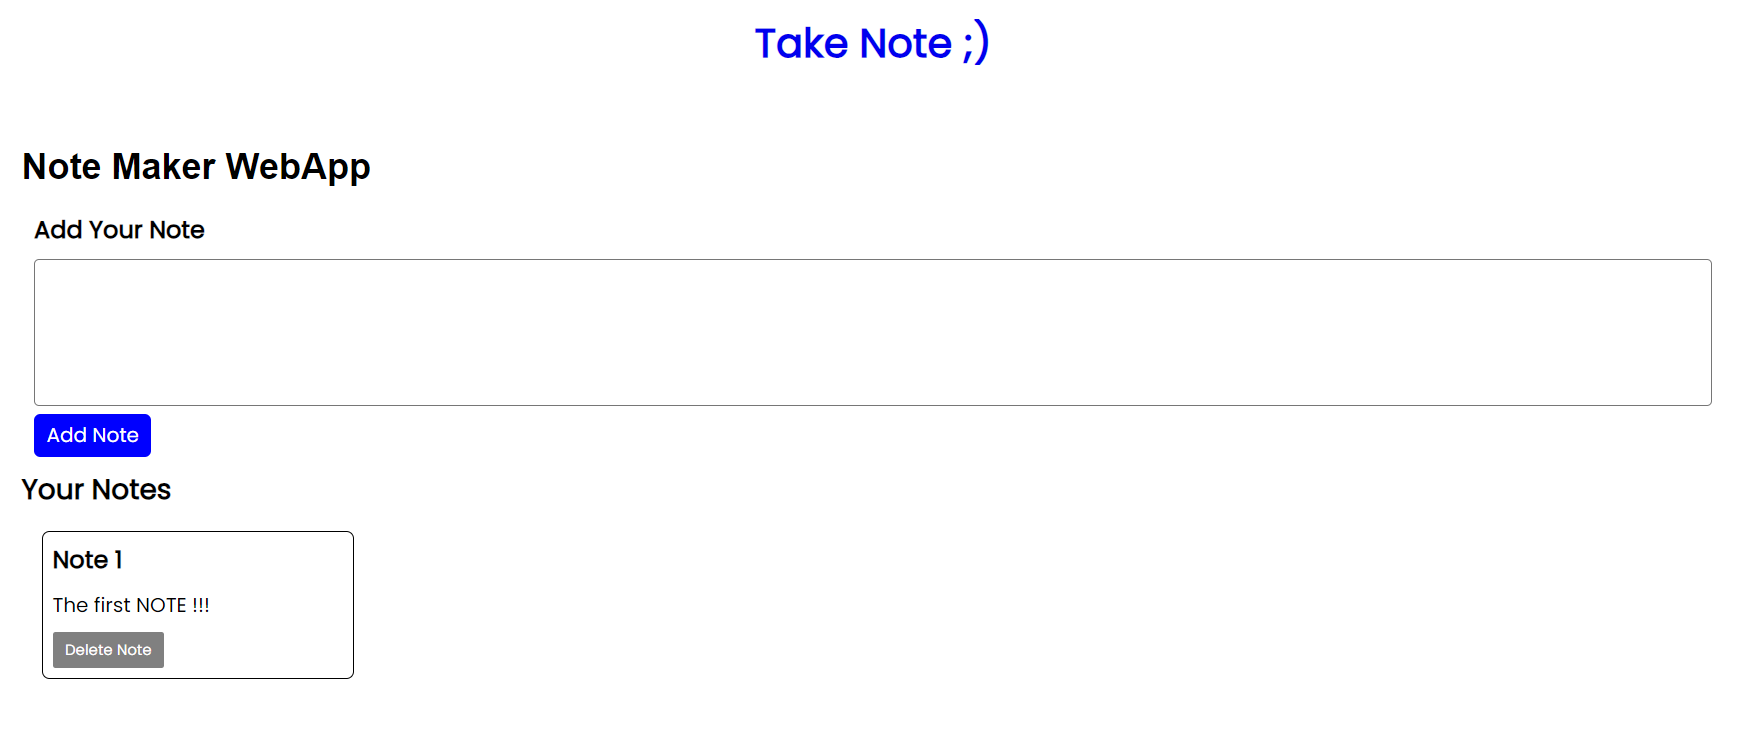 Take Note ;)
Note Maker WebApp
Add Your Note
Add Note
Your Notes
Note 1
The first NOTE !!!
Delete Note